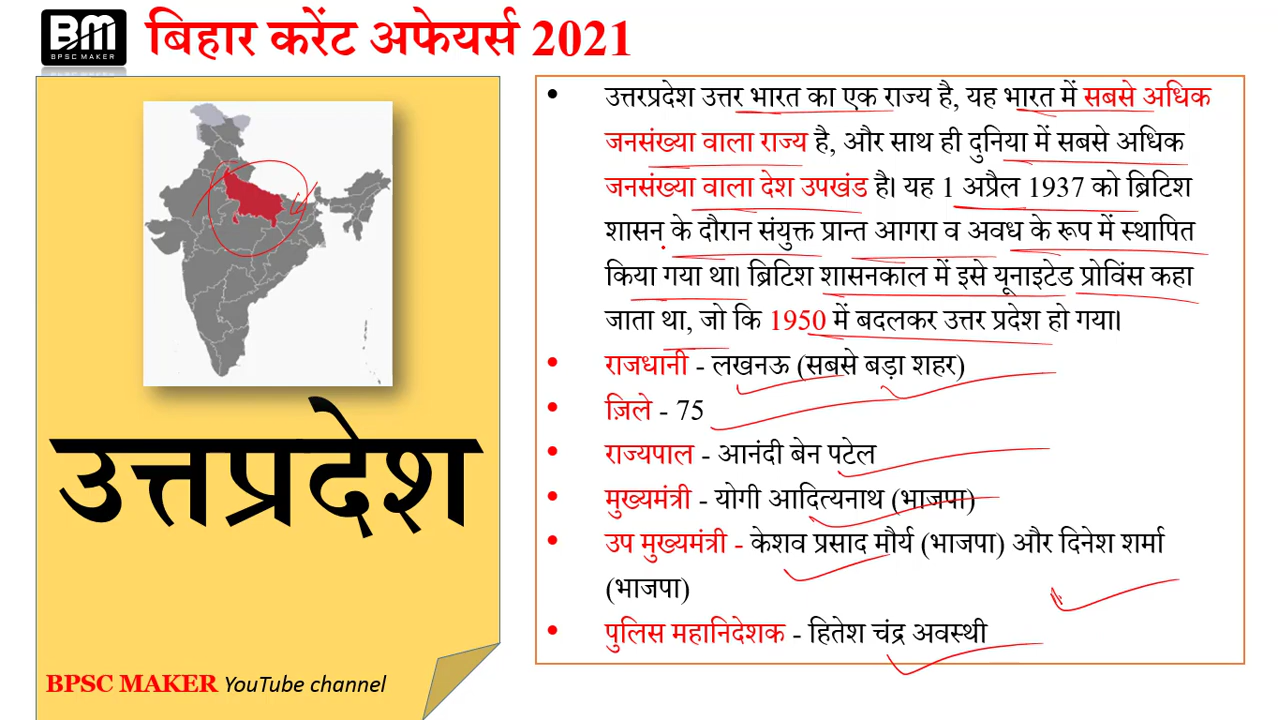 BM
BPSC MAKER
बिहार करेंट अफेयर्स 2021
उत्तप्रदेश
BPSC MAKER YouTube channel
• उत्तरप्रदेश उत्तर भारत का एक राज्य है, यह भारत में सबसे अधिक
जनसंख्या वाला राज्य है, और साथ ही दुनिया में सबसे अधिक
जनसंख्या वाला देश उपखंड है। यह 1 अप्रैल 1937 को ब्रिटिश
शासन के दौरान संयुक्त प्रान्त आगरा व अवध के रूप में स्थापित
किया गया था। ब्रिटिश शासनकाल में इसे यूनाइटेड प्रोविंस कहा
जाता था, जो कि 1950 में बदलकर उत्तर प्रदेश हो गया।
• राजधानी - लखनऊ (सबसे बड़ा शहर)
• ज़िले - 75
• राज्यपाल - आनंदी बेन पटेल
• मुख्यमंत्री - योगी आदित्यनाथ (भाजपा)
• उप मुख्यमंत्री - केशव प्रसाद मौर्य (भाजपा) और दिनेश शर्मा
(भाजपा)
• पुलिस महानिदेशक - हितेश चंद्र अवस्थी